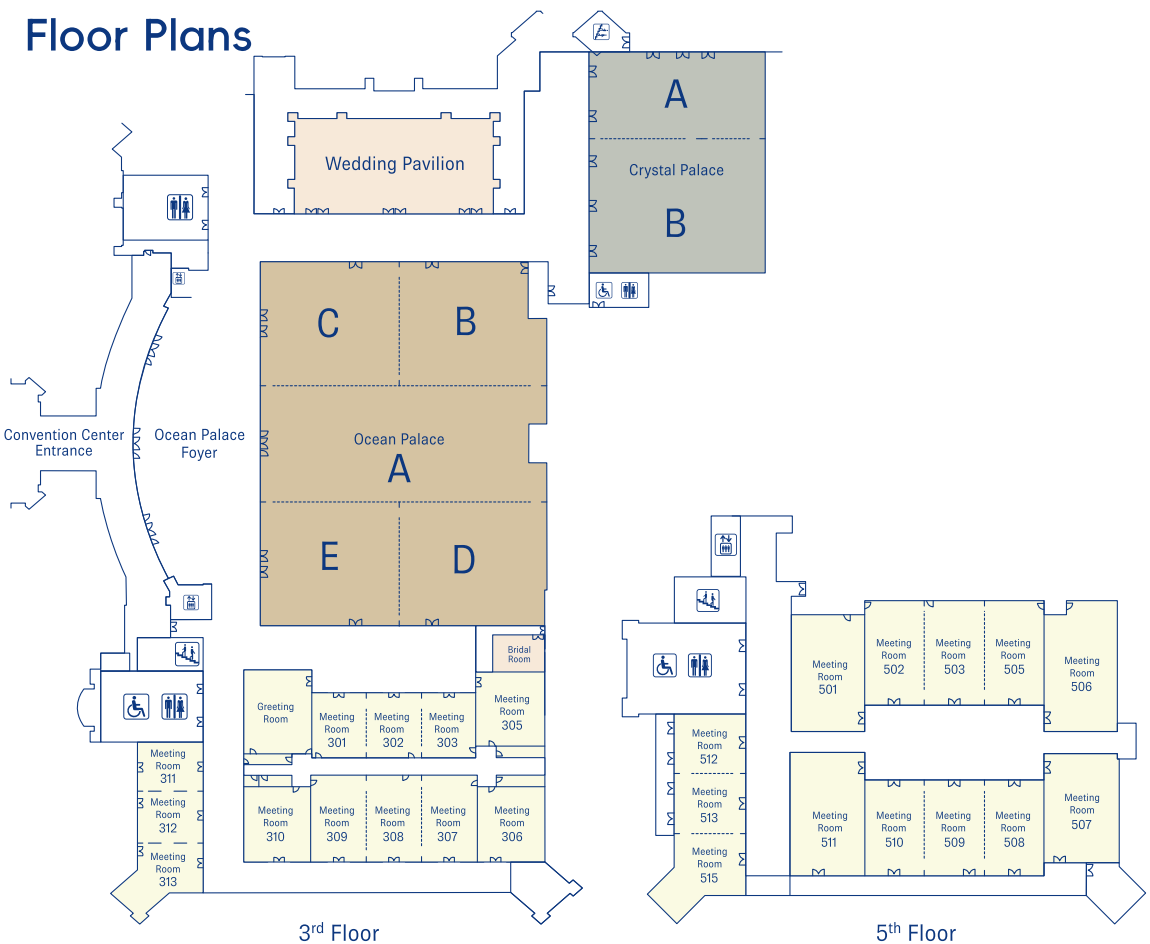 Floor Plans
A
Wedding Pavilion
Crystal Palace
B
C
B
Convention Center
Entrance
Ocean Palace
Foyer
Ocean Palace
A
E
D
Bridal
Room
Greeting
Room
Meeting
Room
301
Meeting
Room
302
Meeting
Room
303
Meeting
Room
305
Meeting
Room
311
Meeting
Room
312
Meeting
Room
313
Meeting
Room
310
Meeting
Room
309
Meeting
Room
308
Meeting
Room
307
Meeting
Room
306
3rd Floor
Meeting
Room
501
Meeting
Room
502
Meeting
Room
503
Meeting
Room
505
Meeting
Room
506
Meeting
Room
512
Meeting
Room
513
Meeting
Room
515
Meeting
Room
511
Meeting
Room
510
Meeting
Room
509
Meeting
Room
508
Meeting
Room
507
5th Floor